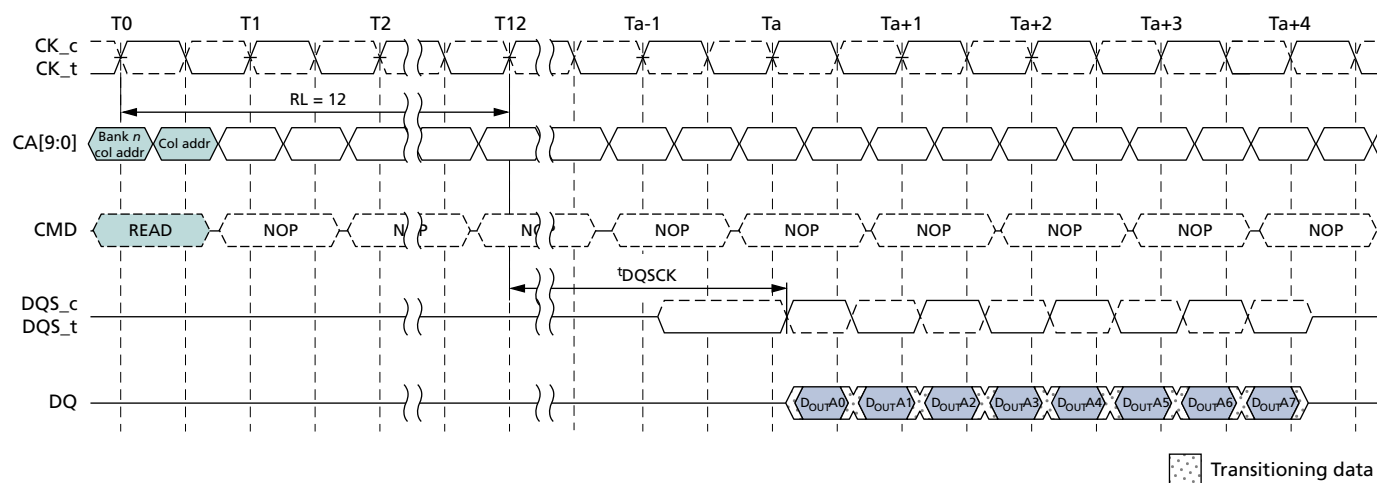 T0 T1 T2 T12 Ta-1 Ta Ta+1 Ta+2 Ta+3 Ta+4
CK_c
CK_t
RL = 12
CA[9:0] Bank n col addr Col addr
CMD READ NOP NOP NOP NOP NOP NOP NOP NOP NOP
tDQSCK
DQS_c
DQS_t
DQ DOUTA0 DOUTA1 DOUTA2 DOUTA3 DOUTA4 DOUTA5 DOUTA6 DOUTA7
Transitioning data